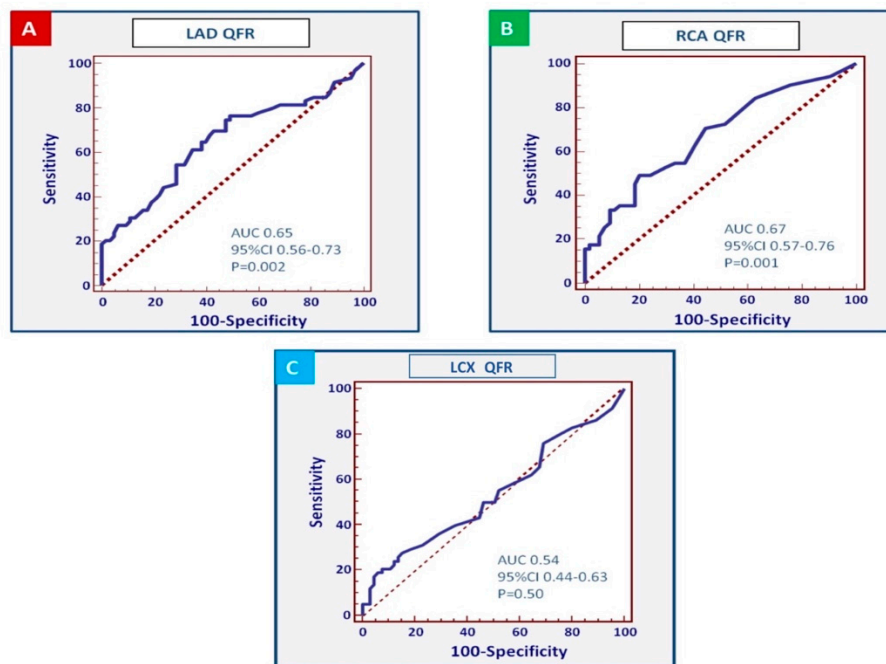 A
LAD QFR
100
80
60
40
20
0
Sensitivity
AUC 0.65
95%CI 0.56-0.73
P=0.002
0 20 40 60 80 100
100-Specificity
B
RCA QFR
100
80
60
40
20
0
Sensitivity
AUC 0.67
95%CI 0.57-0.76
P=0.001
0 20 40 60 80 100
100-Specificity
C
LCX QFR
100
80
60
40
20
0
Sensitivity
AUC 0.54
95%CI 0.44-0.63
P=0.50
0 20 40 60 80 100
100-Specificity